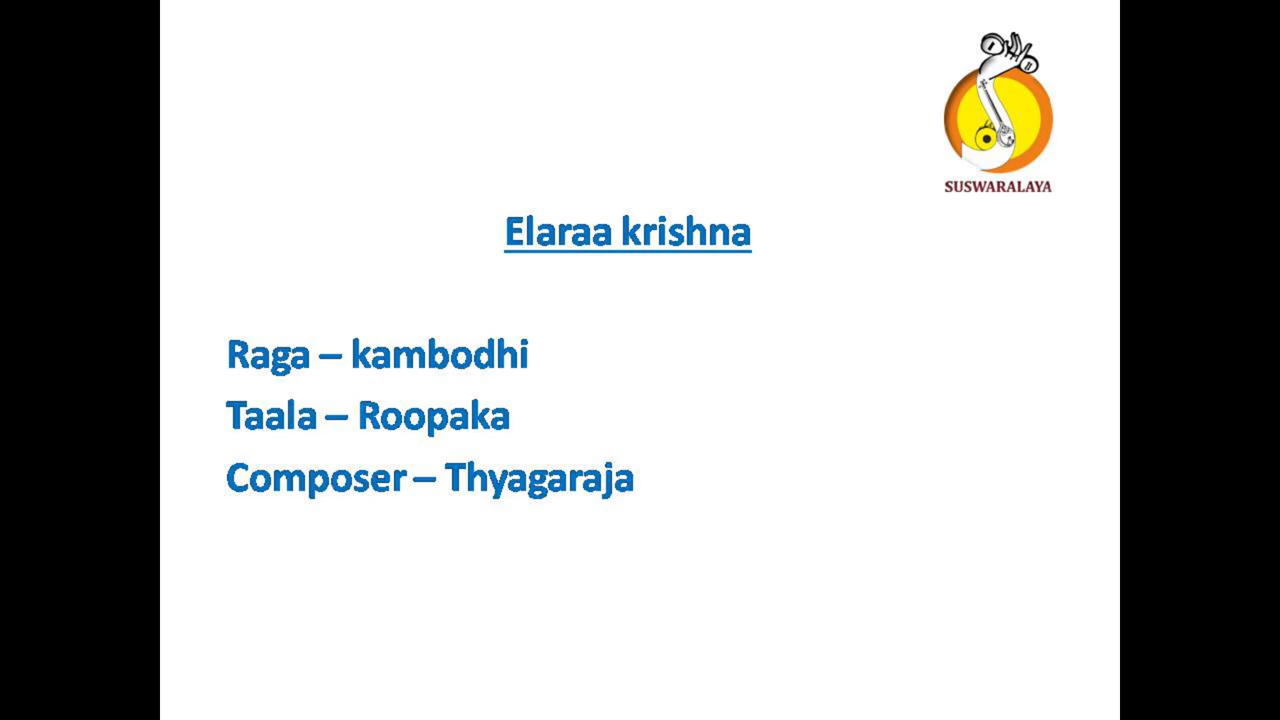 SUSWARALAYA
Elaraa krishna
Raga – kambodhi
Taala – Roopaka
Composer – Thyagaraja